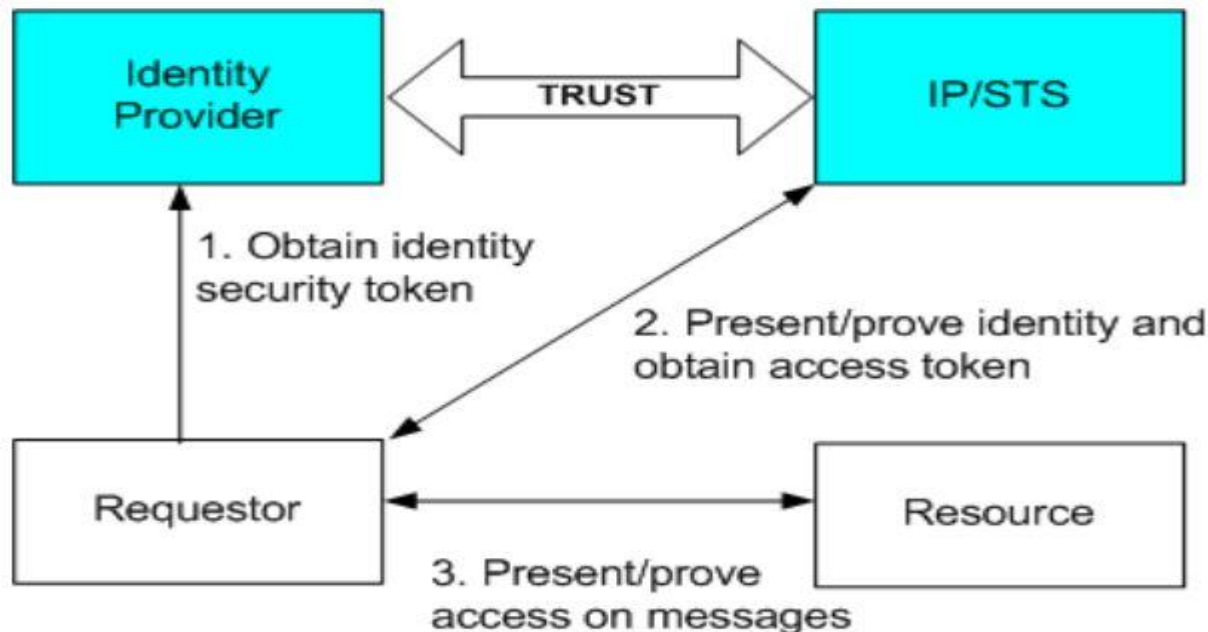 Identity
Provider
TRUST
IP/STS
1. Obtain identity
security token
2. Present/prove identity and
obtain access token
Requestor
Resource
3. Present/prove
access on messages